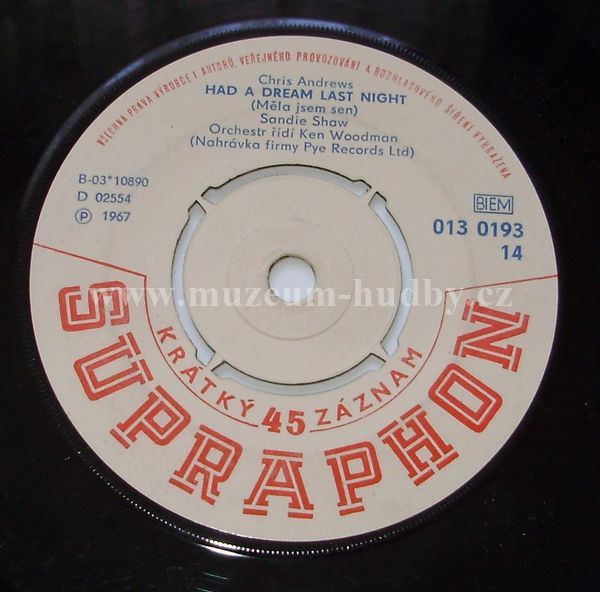 VŠECHNA PRÁVA VÝROBCE I AUTORŮ, VEŘEJNÉHO PROVOZOVÁNÍ A ROZHLASOVÉHO ŠÍŘENÍ VYHRAŽENA
Chris Andrews
HAD A DREAM LAST NIGHT
(Měla jsem sen)
Sandie Shaw
Orchestr řídí Ken Woodman
(Nahrávka firmy Pye Records Ltd)
B-03*10890
D 02554
Ⓟ 1967
BIEM
013 0193
14
www.muzeum-hudby.cz
KRÁTKÝ 45 ZÁZNAM
SUPRAPHON